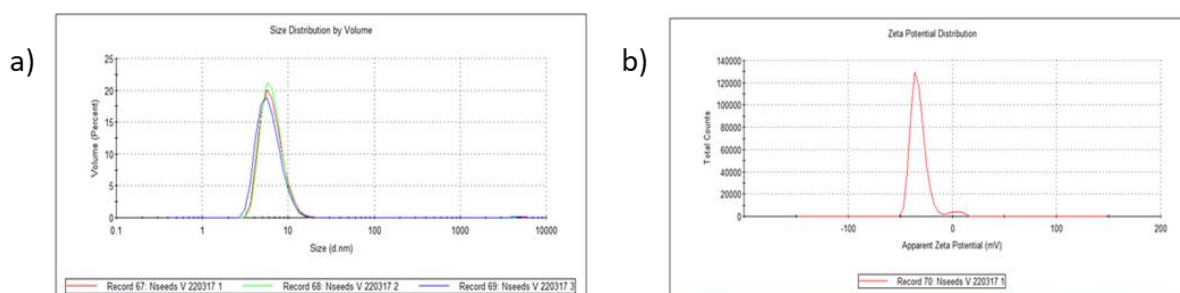 a)
Size Distribution by Volume
Volume (Percent)
25
20
15
10
5
0
0.1 1 10 100 1000 10000
Size (d.nm)
Record 67: Nseeds V 220317 1 Record 68: Nseeds V 220317 2 Record 69: Nseeds V 220317 3
b)
Zeta Potential Distribution
Total Counts
140000
120000
100000
80000
60000
40000
20000
0
-100 0 100 200
Apparent Zeta Potential (mV)
Record 70: Nseeds V 220317 1